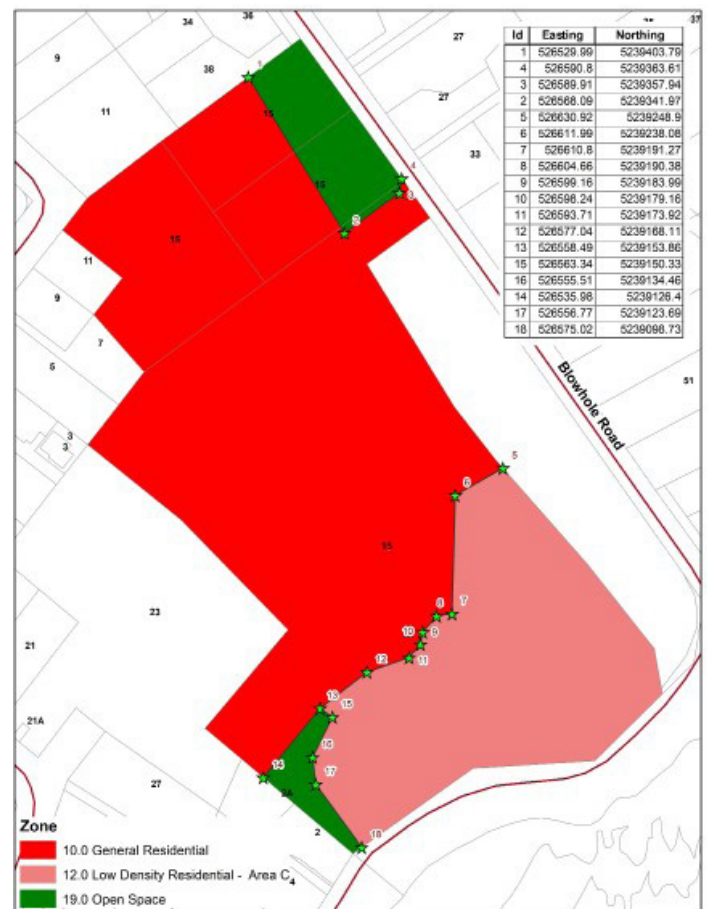 34
36
37
Id Easting Northing
1 526529.99 5239403.79
4 526590.8 5239363.61
3 526589.91 5239357.94
2 526568.09 5239341.97
5 526630.92 5239248.9
6 526611.99 5239238.08
7 526610.8 5239191.27
8 526604.66 5239190.38
9 526599.16 5239183.99
10 526598.24 5239179.16
11 526593.71 5239173.92
12 526577.04 5239168.11
13 526558.49 5239153.86
15 526563.34 5239150.33
16 526555.51 5239134.46
14 526535.98 5239126.4
17 526556.77 5239123.69
18 526575.02 5239098.73
27
9
38
1
27
11
15
33
4
3
15
2
15
11
9
7
5
51
Blowhole Road
3
3
5
6
15
23
8
7
10
9
21
12
11
13
15
21A
16
14
17
27
2A
2
18
Zone
10.0 General Residential
12.0 Low Density Residential - Area C4
19.0 Open Space